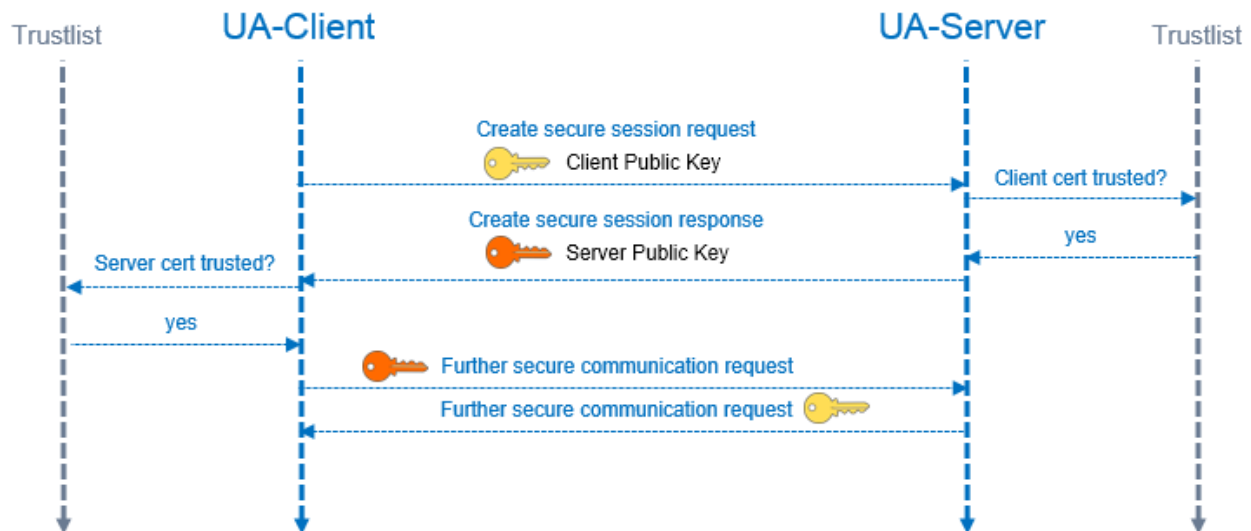 Trustlist
UA-Client
UA-Server
Trustlist
Create secure session request
Client Public Key
Client cert trusted?
Create secure session response
Server Public Key
yes
Server cert trusted?
yes
Further secure communication request
Further secure communication request